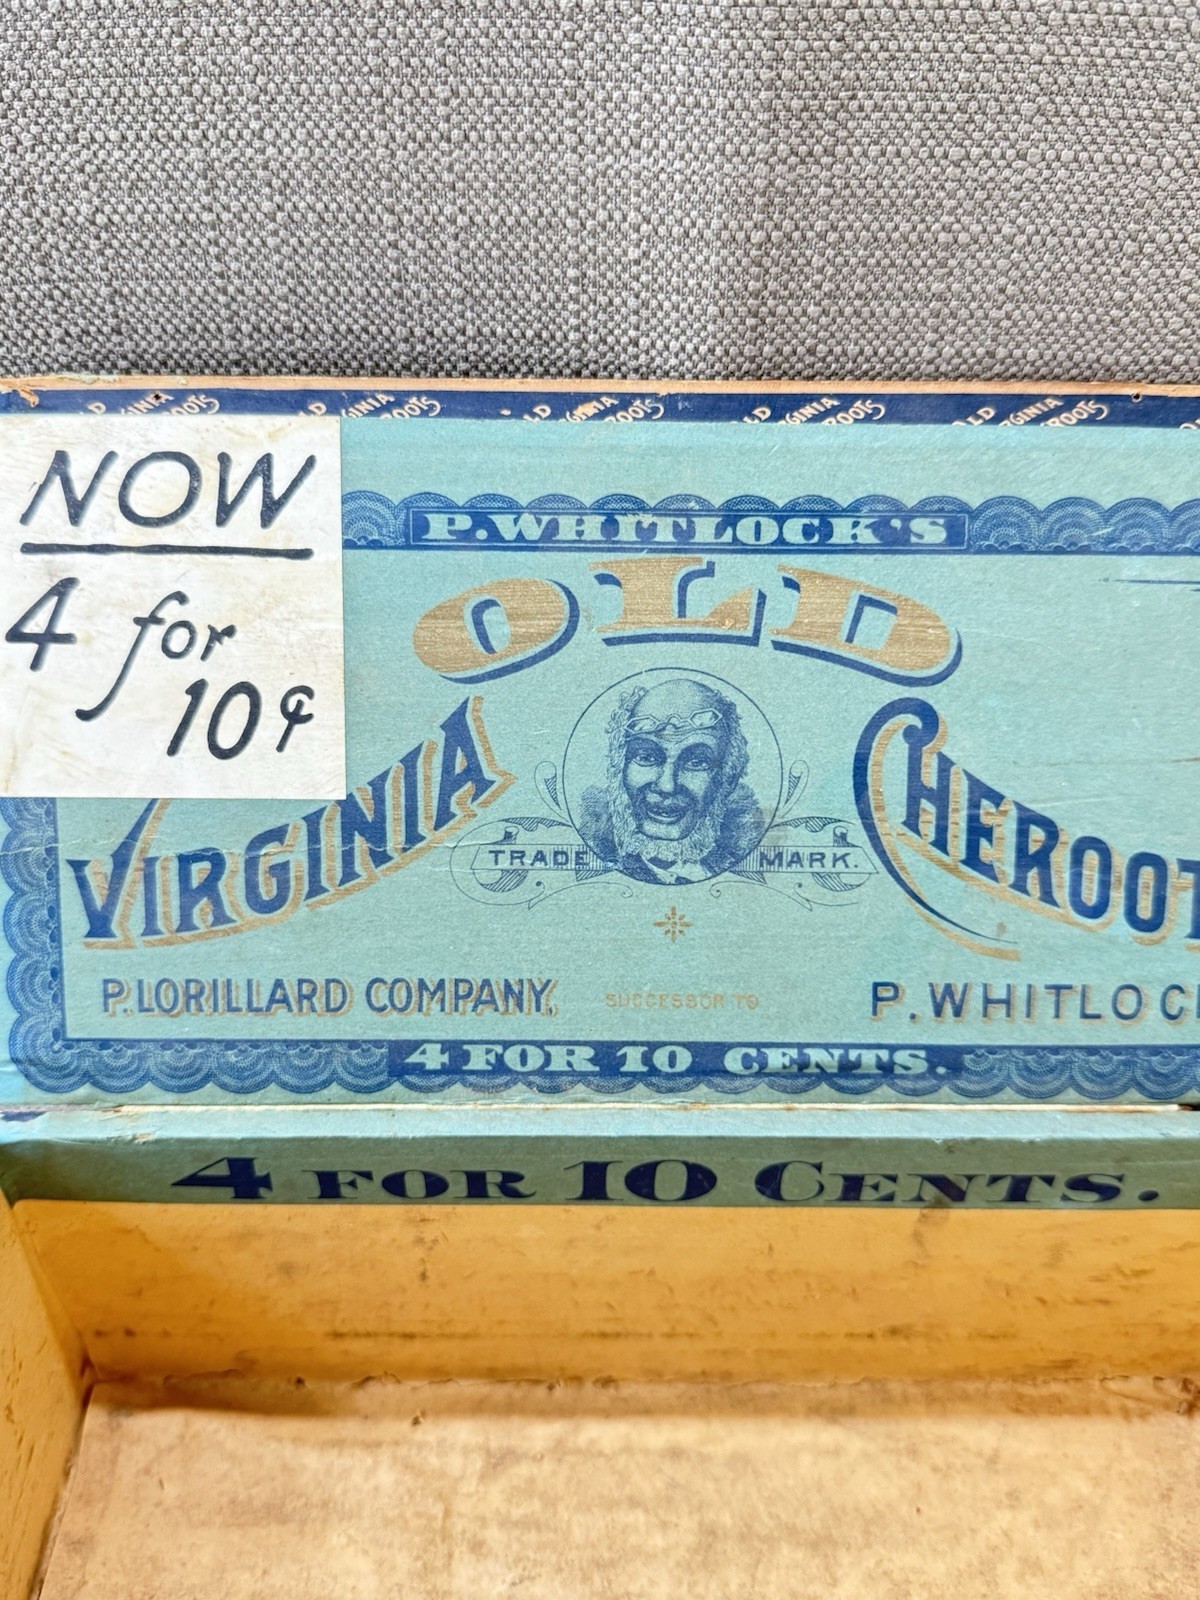 NOW
4 for
10¢
P. WHITLOCK'S
OLD
VIRGINIA
CHEROOT
TRADE MARK.
P. LORILLARD COMPANY, SUCCESSOR TO P. WHITLOC
4 FOR 10 CENTS.
4 FOR 10 CENTS.